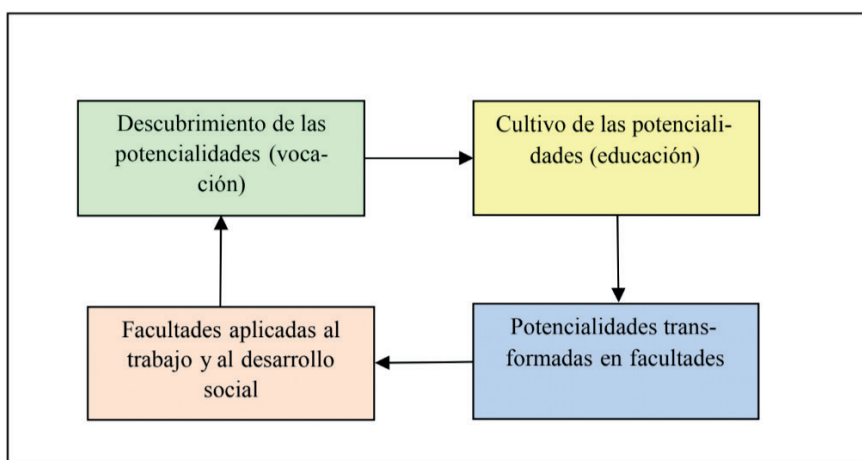 Descubrimiento de las
potencialidades (voca-
ción)
Cultivo de las potenciali-
dades (educación)
Facultades aplicadas al
trabajo y al desarrollo
social
Potencialidades trans-
formadas en facultades